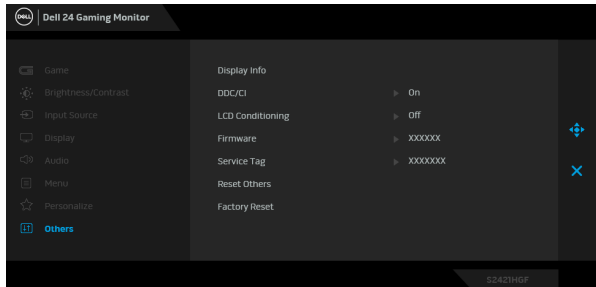 DELL
Dell 24 Gaming Monitor
Game
Brightness/Contrast
Input Source
Display
Audio
Menu
Personalize
Others
Display Info
DDC/CI On
LCD Conditioning Off
Firmware XXXXXX
Service Tag XXXXXXX
Reset Others
Factory Reset
S2421HGF